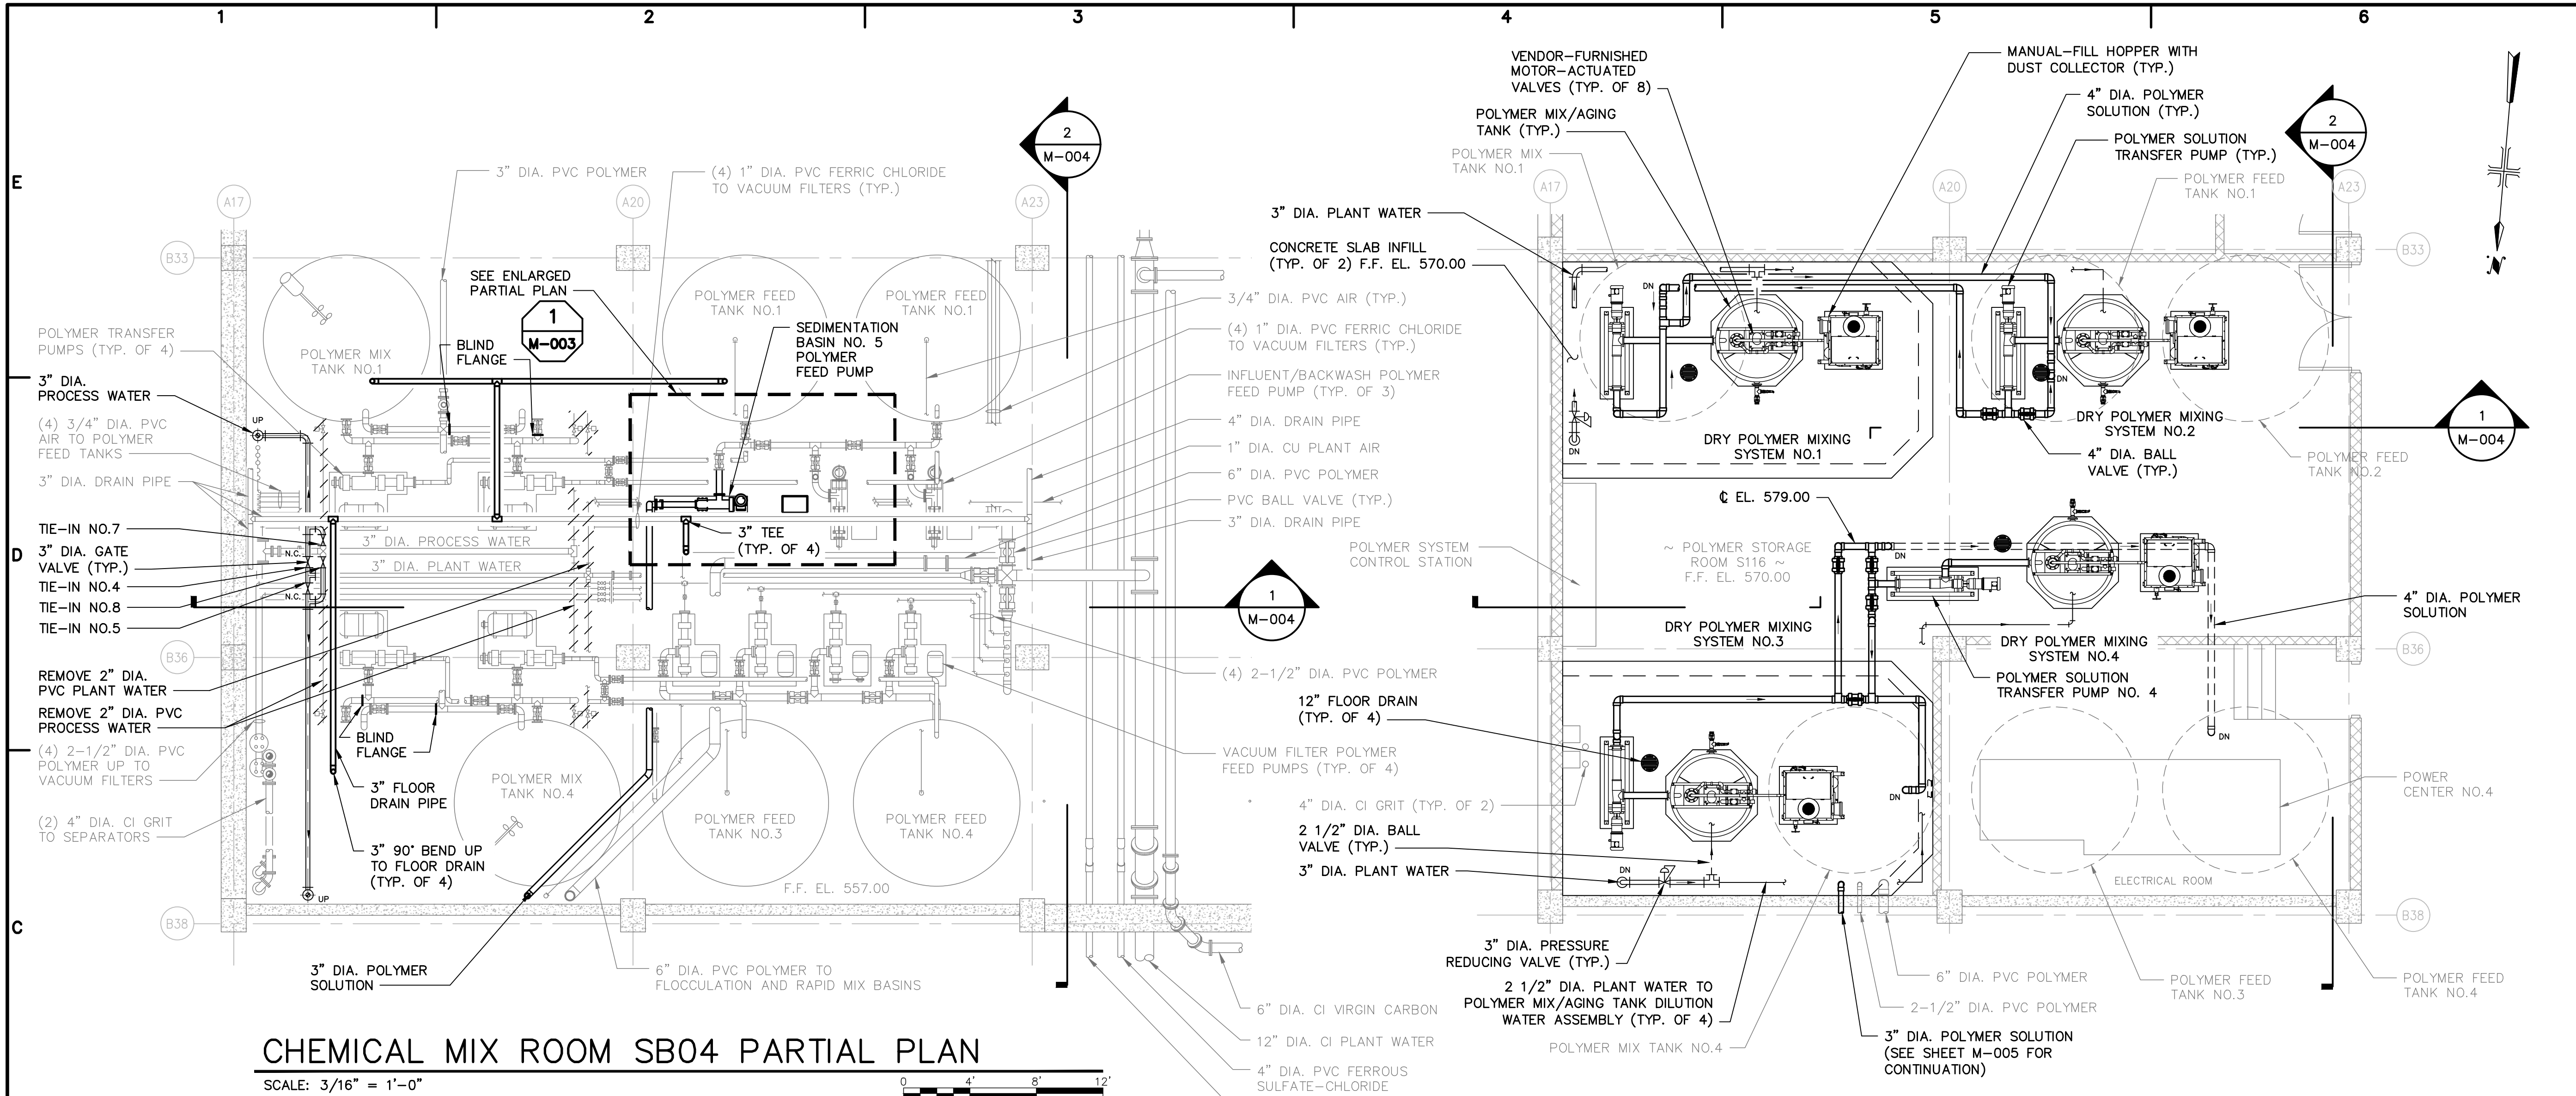 1
2
3
4
5
6
E
D
C
2
M-004
3" DIA. PVC POLYMER
(4) 1" DIA. PVC FERRIC CHLORIDE
TO VACUUM FILTERS (TYP.)
A17
A20
A23
B33
SEE ENLARGED
PARTIAL PLAN
1
M-003
POLYMER FEED
TANK NO.1
POLYMER FEED
TANK NO.1
3/4" DIA. PVC AIR (TYP.)
(4) 1" DIA. PVC FERRIC CHLORIDE
TO VACUUM FILTERS (TYP.)
POLYMER TRANSFER
PUMPS (TYP. OF 4)
POLYMER MIX
TANK NO.1
BLIND
FLANGE
SEDIMENTATION
BASIN NO. 5
POLYMER
FEED PUMP
INFLUENT/BACKWASH POLYMER
FEED PUMP (TYP. OF 3)
3" DIA.
PROCESS WATER
UP
(4) 3/4" DIA. PVC
AIR TO POLYMER
FEED TANKS
4" DIA. DRAIN PIPE
1" DIA. CU PLANT AIR
6" DIA. PVC POLYMER
PVC BALL VALVE (TYP.)
3" DIA. DRAIN PIPE
3" DIA. DRAIN PIPE
TIE-IN NO.7
3" DIA. GATE
VALVE (TYP.)
TIE-IN NO.4
TIE-IN NO.8
TIE-IN NO.5
N.C.
N.C.
3" DIA. PROCESS WATER
3" DIA. PLANT WATER
3" TEE
(TYP. OF 4)
1
M-004
REMOVE 2" DIA.
PVC PLANT WATER
REMOVE 2" DIA. PVC
PROCESS WATER
B36
(4) 2-1/2" DIA. PVC POLYMER
BLIND
FLANGE
(4) 2-1/2" DIA. PVC
POLYMER UP TO
VACUUM FILTERS
VACUUM FILTER POLYMER
FEED PUMPS (TYP. OF 4)
3" FLOOR
DRAIN PIPE
POLYMER MIX
TANK NO.4
POLYMER FEED
TANK NO.3
POLYMER FEED
TANK NO.4
(2) 4" DIA. CI GRIT
TO SEPARATORS
3" 90° BEND UP
TO FLOOR DRAIN
(TYP. OF 4)
UP
F.F. EL. 557.00
B38
3" DIA. POLYMER
SOLUTION
6" DIA. PVC POLYMER TO
FLOCCULATION AND RAPID MIX BASINS
6" DIA. CI VIRGIN CARBON
12" DIA. CI PLANT WATER
4" DIA. PVC FERROUS
SULFATE-CHLORIDE
CHEMICAL MIX ROOM SB04 PARTIAL PLAN
SCALE: 3/16" = 1'-0"
0 4' 8' 12'
VENDOR-FURNISHED
MOTOR-ACTUATED
VALVES (TYP. OF 8)
MANUAL-FILL HOPPER WITH
DUST COLLECTOR (TYP.)
POLYMER MIX/AGING
TANK (TYP.)
4" DIA. POLYMER
SOLUTION (TYP.)
POLYMER SOLUTION
TRANSFER PUMP (TYP.)
2
M-004
POLYMER MIX
TANK NO.1
POLYMER FEED
TANK NO.1
A17
A20
A23
N
3" DIA. PLANT WATER
CONCRETE SLAB INFILL
(TYP. OF 2) F.F. EL. 570.00
B33
DN
DN
DN
DN
DRY POLYMER MIXING
SYSTEM NO.1
DRY POLYMER MIXING
SYSTEM NO.2
4" DIA. BALL
VALVE (TYP.)
POLYMER FEED
TANK NO.2
1
M-004
℄ EL. 579.00
POLYMER SYSTEM
CONTROL STATION
~ POLYMER STORAGE
ROOM S116 ~
F.F. EL. 570.00
DN
4" DIA. POLYMER
SOLUTION
DRY POLYMER MIXING
SYSTEM NO.3
DRY POLYMER MIXING
SYSTEM NO.4
B36
POLYMER SOLUTION
TRANSFER PUMP NO. 4
12" FLOOR DRAIN
(TYP. OF 4)
DN
4" DIA. CI GRIT (TYP. OF 2)
2 1/2" DIA. BALL
VALVE (TYP.)
3" DIA. PLANT WATER
DN
DN
POWER
CENTER NO.4
ELECTRICAL ROOM
B38
3" DIA. PRESSURE
REDUCING VALVE (TYP.)
2 1/2" DIA. PLANT WATER TO
POLYMER MIX/AGING TANK DILUTION
WATER ASSEMBLY (TYP. OF 4)
POLYMER MIX TANK NO.4
6" DIA. PVC POLYMER
2-1/2" DIA. PVC POLYMER
3" DIA. POLYMER SOLUTION
(SEE SHEET M-005 FOR
CONTINUATION)
POLYMER FEED
TANK NO.3
POLYMER FEED
TANK NO.4